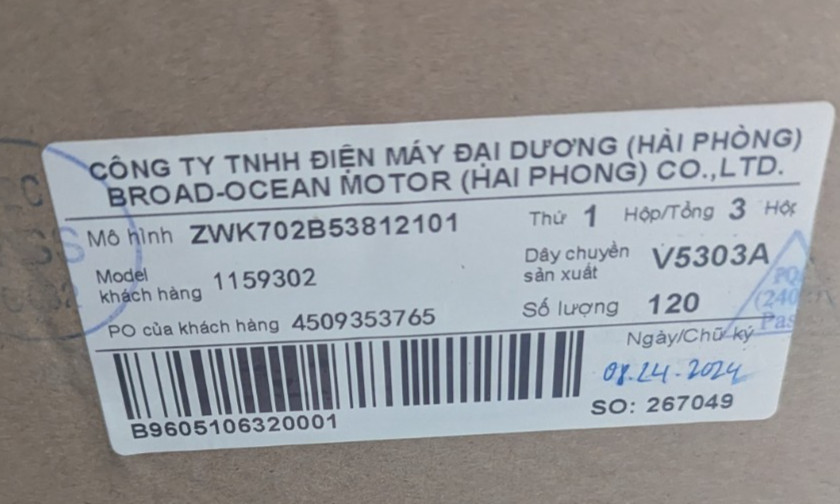 CÔNG TY TNHH ĐIỆN MÁY ĐẠI DƯƠNG (HẢI PHÒNG)
BROAD-OCEAN MOTOR (HAI PHONG) CO.,LTD.
Mô hình ZWK702B53812101 Thứ 1 Hộp/Tổng 3 Hộp
Model khách hàng 1159302 Dây chuyền sản xuất V5303A
PO của khách hàng 4509353765 Số lượng 120
Ngày/Chữ ký
08.24.2024
B9605106320001 SO: 267049
(240
Pas